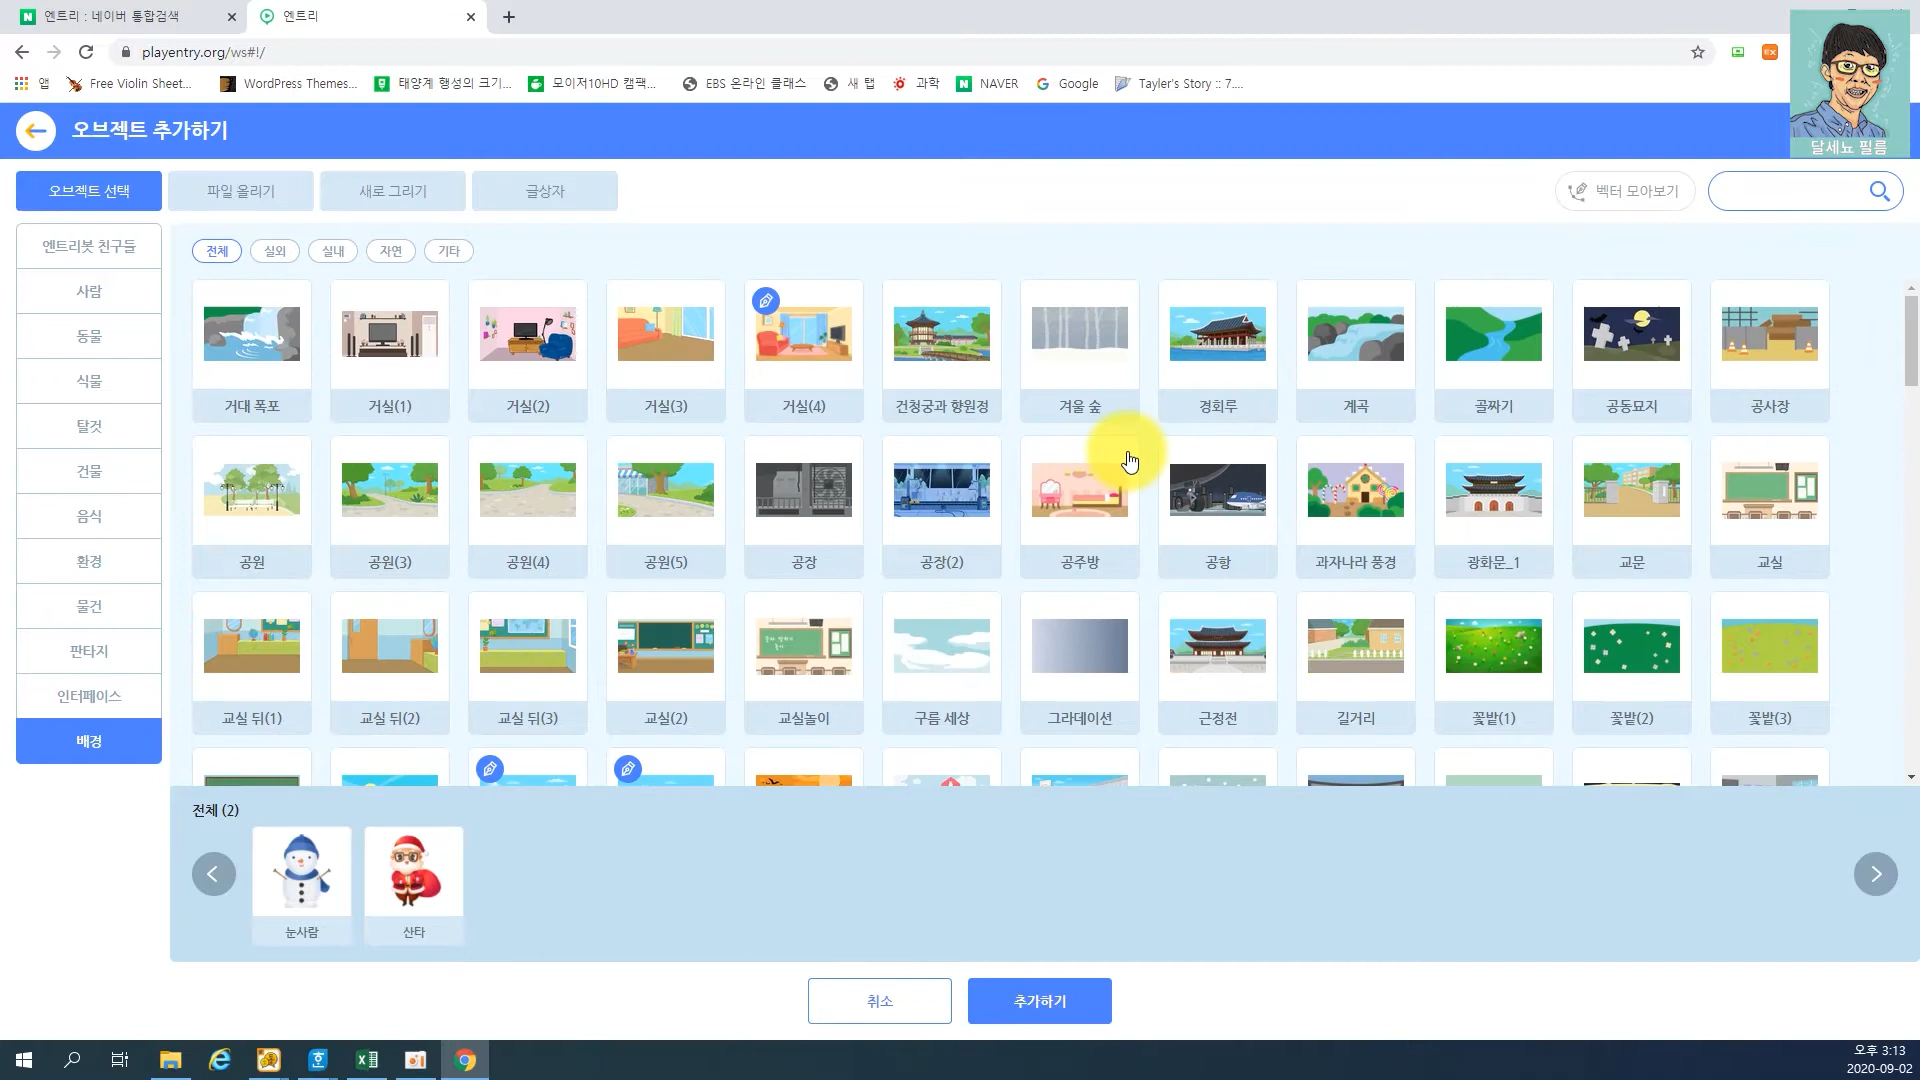 엔트리 : 네이버 통합검색
엔트리
playentry.org/ws#!/
앱
Free Violin Sheet...
WordPress Themes...
태양계 행성의 크기...
모이저10HD 캠팩...
EBS 온라인 클래스
새 탭
과학
NAVER
Google
Tayler's Story :: 7....
오브젝트 추가하기
달세뇨 필름
오브젝트 선택
파일 올리기
새로 그리기
글상자
벡터 모아보기
엔트리봇 친구들
사람
동물
식물
탈것
건물
음식
환경
물건
판타지
인터페이스
배경
전체
실외
실내
자연
기타
거대 폭포
거실(1)
거실(2)
거실(3)
거실(4)
건청궁과 향원정
겨울 숲
경회루
계곡
골짜기
공동묘지
공사장
공원
공원(3)
공원(4)
공원(5)
공장
공장(2)
공주방
공항
과자나라 풍경
광화문_1
교문
교실
교실 뒤(1)
교실 뒤(2)
교실 뒤(3)
교실(2)
교실놀이
구름 세상
그라데이션
근정전
길거리
꽃밭(1)
꽃밭(2)
꽃밭(3)
전체 (2)
눈사람
산타
취소
추가하기
오후 3:13
2020-09-02